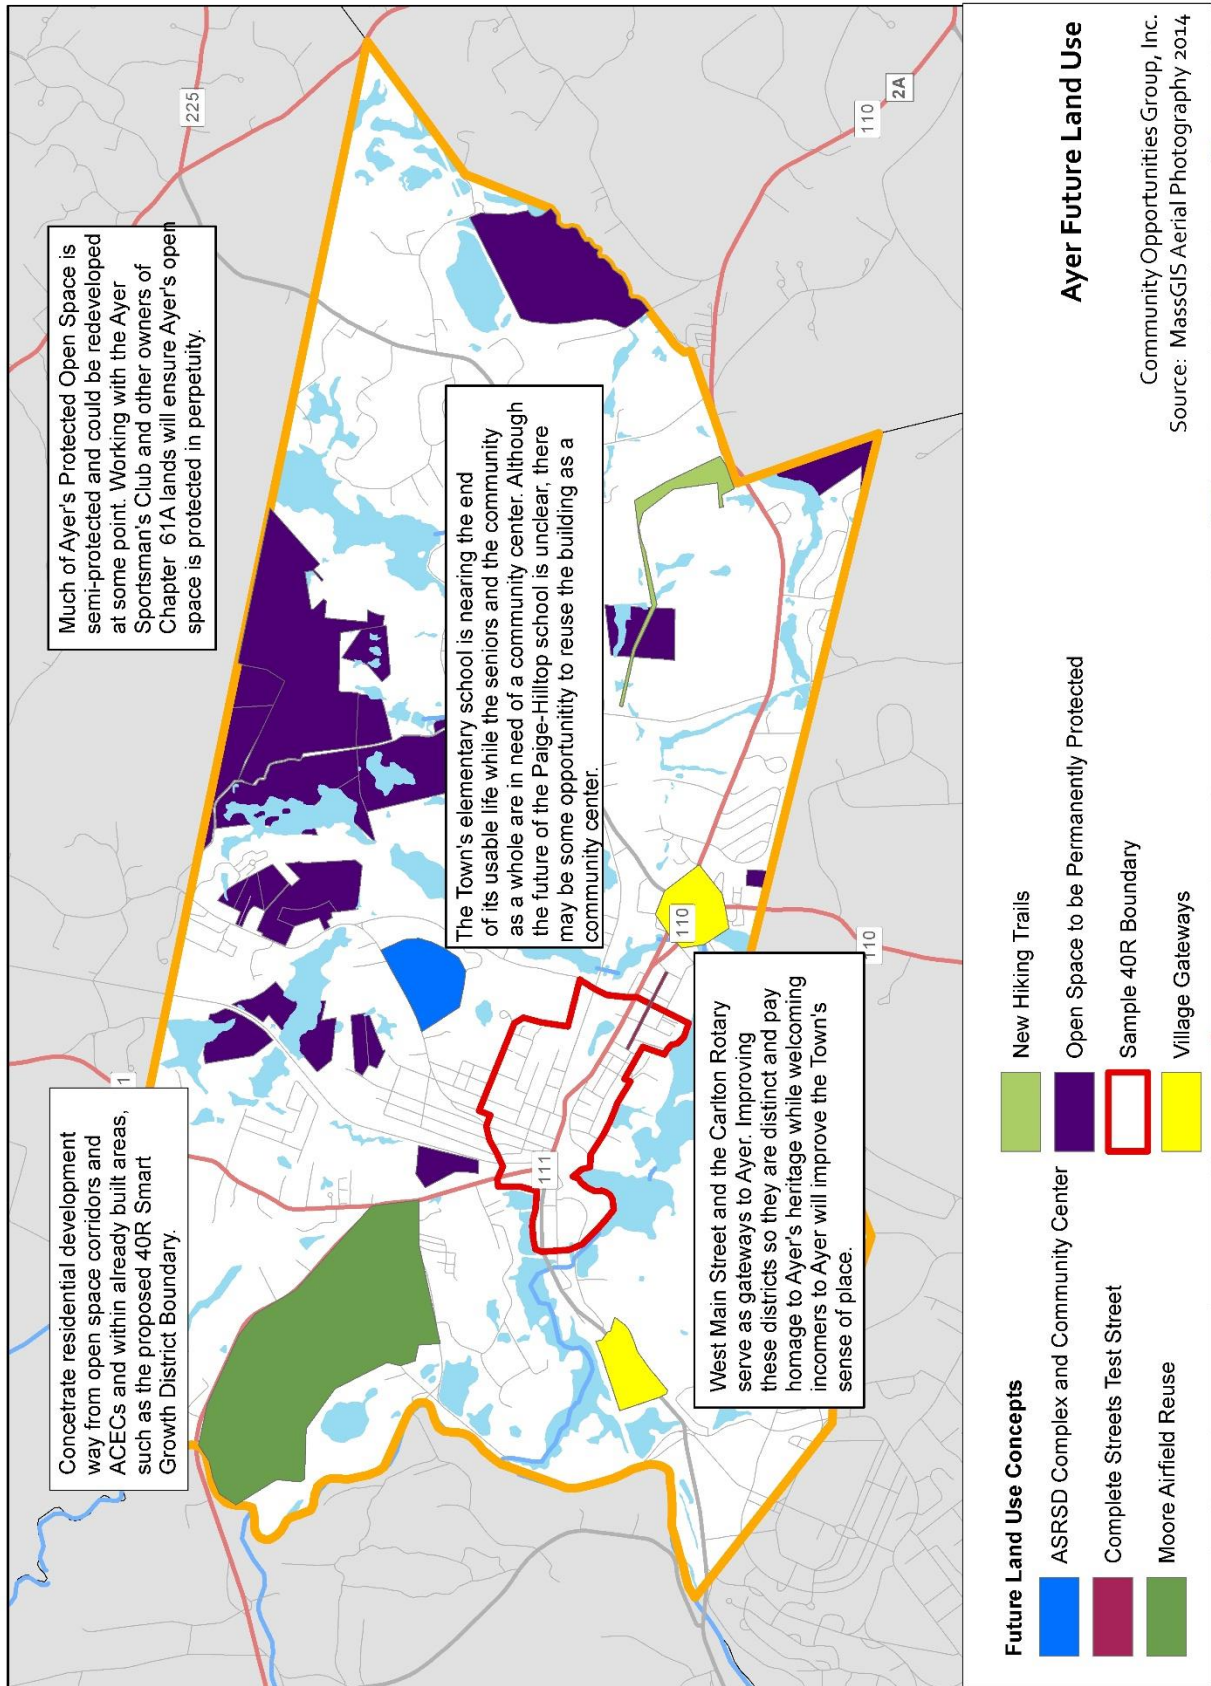 Concetrate residential development
way from open space corridors and
ACECs and within already built areas,
such as the proposed 40R Smart
Growth District Boundary.
Much of Ayer's Protected Open Space is
semi-protected and could be redeveloped
at some point. Working with the Ayer
Sportsman's Club and other owners of
Chapter 61A lands will ensure Ayer's open
space is protected in perpetuity.
225
1
The Town's elementary school is nearing the end
of its usable life while the seniors and the community
as a whole are in need of a community center. Although
the future of the Paige-Hilltop school is unclear, there
may be some opportunitity to reuse the building as a
community center.
111
110
West Main Street and the Carlton Rotary
serve as gateways to Ayer. Improving
these districts so they are distinct and pay
homage to Ayer's heritage while welcoming
incomers to Ayer will improve the Town's
sense of place.
110
110
2A
Future Land Use Concepts
ASRSD Complex and Community Center
Complete Streets Test Street
Moore Airfield Reuse
New Hiking Trails
Open Space to be Permanently Protected
Sample 40R Boundary
Village Gateways
Ayer Future Land Use
Community Opportunities Group, Inc.
Source: MassGIS Aerial Photography 2014